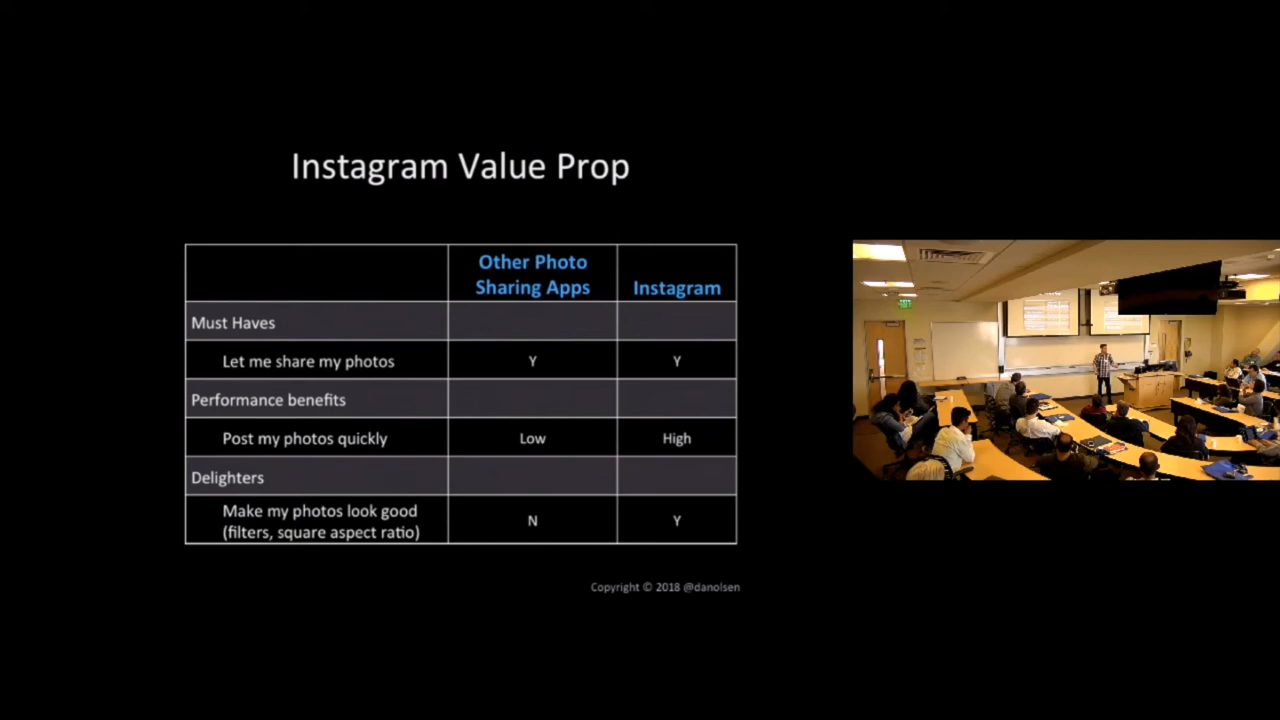 Instagram Value Prop
Other Photo
Sharing Apps
Instagram
Must Haves
Let me share my photos
Y
Y
Performance benefits
Post my photos quickly
Low
High
Delighters
Make my photos look good
(filters, square aspect ratio)
N
Y
Copyright © 2018 @danolsen